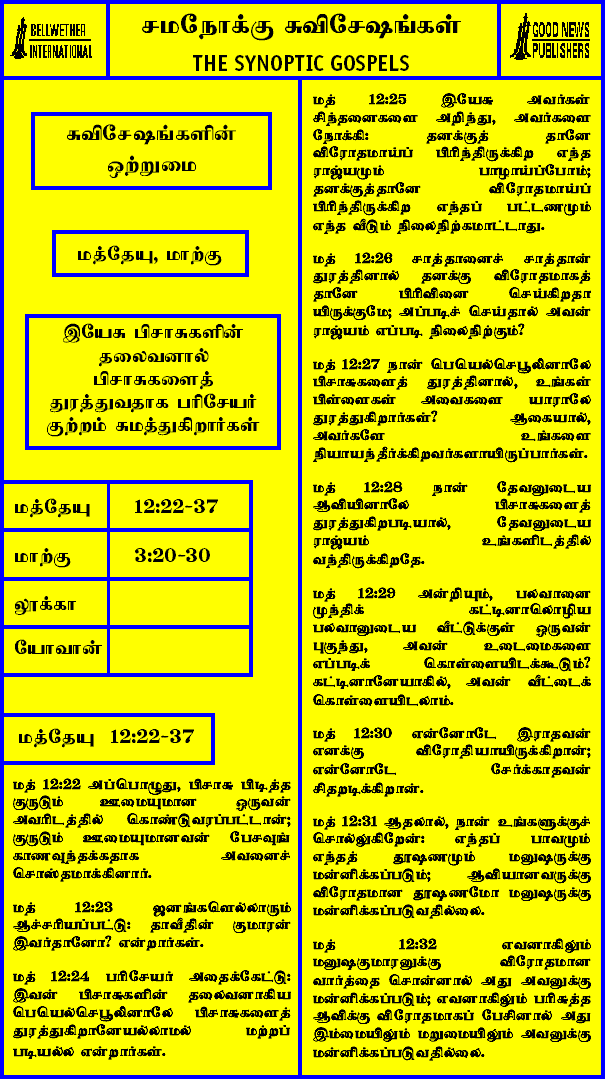 BELLWETHER
INTERNATIONAL
சமநோக்கு சுவிசேஷங்கள்
THE SYNOPTIC GOSPELS
GOOD NEWS
PUBLISHERS
சுவிசேஷங்களின்
ஒற்றுமை
மத்தேயு, மாற்கு
இயேசு பிசாசுகளின்
தலைவனால்
பிசாசுகளைத்
துரத்துவதாக பரிசேயர்
குற்றம் சுமத்துகிறார்கள்
மத்தேயு 12:22-37
மாற்கு 3:20-30
லூக்கா
யோவான்
மத்தேயு 12:22-37
மத் 12:22 அப்பொழுது, பிசாசு பிடித்த
குருடும் ஊமையுமான ஒருவன்
அவரிடத்தில் கொண்டுவரப்பட்டான்;
குருடும் ஊமையுமானவன் பேசவுங்
காணவுந்தக்கதாக அவனைச்
சொஸ்தமாக்கினார்.
மத் 12:23 ஜனங்களெல்லாரும்
ஆச்சரியப்பட்டு: தாவீதின் குமாரன்
இவர்தானோ? என்றார்கள்.
மத் 12:24 பரிசேயர் அதைக்கேட்டு:
இவன் பிசாசுகளின் தலைவனாகிய
பெயெல்செபூலினாலே பிசாசுகளைத்
துரத்துகிறானேயல்லாமல் மற்றப்
படியல்ல என்றார்கள்.
மத் 12:25 இயேசு அவர்கள்
சிந்தனைகளை அறிந்து, அவர்களை
நோக்கி: தனக்குத் தானே
விரோதமாய்ப் பிரிந்திருக்கிற எந்த
ராஜ்யமும் பாழாய்ப்போம்;
தனக்குத்தானே விரோதமாய்ப்
பிரிந்திருக்கிற எந்தப் பட்டணமும்
எந்த வீடும் நிலைநிற்கமாட்டாது.
மத் 12:26 சாத்தானைச் சாத்தான்
துரத்தினால் தனக்கு விரோதமாகத்
தானே பிரிவினை செய்கிறதா
யிருக்குமே; அப்படிச் செய்தால் அவன்
ராஜ்யம் எப்படி நிலைநிற்கும்?
மத் 12:27 நான் பெயெல்செபூலினாலே
பிசாசுகளைத் துரத்தினால், உங்கள்
பிள்ளைகள் அவைகளை யாராலே
துரத்துகிறார்கள்? ஆகையால்,
அவர்களே உங்களை
நியாயந்தீர்க்கிறவர்களாயிருப்பார்கள்.
மத் 12:28 நான் தேவனுடைய
ஆவியினாலே பிசாசுகளைத்
துரத்துகிறபடியால், தேவனுடைய
ராஜ்யம் உங்களிடத்தில்
வந்திருக்கிறதே.
மத் 12:29 அன்றியும், பலவானை
முந்திக் கட்டினாலொழிய
பலவானுடைய வீட்டுக்குள் ஒருவன்
புகுந்து, அவன் உடைமைகளை
எப்படிக் கொள்ளையிடக்கூடும்?
கட்டினானேயாகில், அவன் வீட்டைக்
கொள்ளையிடலாம்.
மத் 12:30 என்னோடே இராதவன்
எனக்கு விரோதியாயிருக்கிறான்;
என்னோடே சேர்க்காதவன்
சிதறடிக்கிறான்.
மத் 12:31 ஆதலால், நான் உங்களுக்குச்
சொல்லுகிறேன்: எந்தப் பாவமும்
எந்தத் தூஷணமும் மனுஷருக்கு
மன்னிக்கப்படும்; ஆவியானவருக்கு
விரோதமான தூஷணமோ மனுஷருக்கு
மன்னிக்கப்படுவதில்லை.
மத் 12:32 எவனாகிலும்
மனுஷகுமாரனுக்கு விரோதமான
வார்த்தை சொன்னால் அது அவனுக்கு
மன்னிக்கப்படும்; எவனாகிலும் பரிசுத்த
ஆவிக்கு விரோதமாகப் பேசினால் அது
இம்மையிலும் மறுமையிலும் அவனுக்கு
மன்னிக்கப்படுவதில்லை.